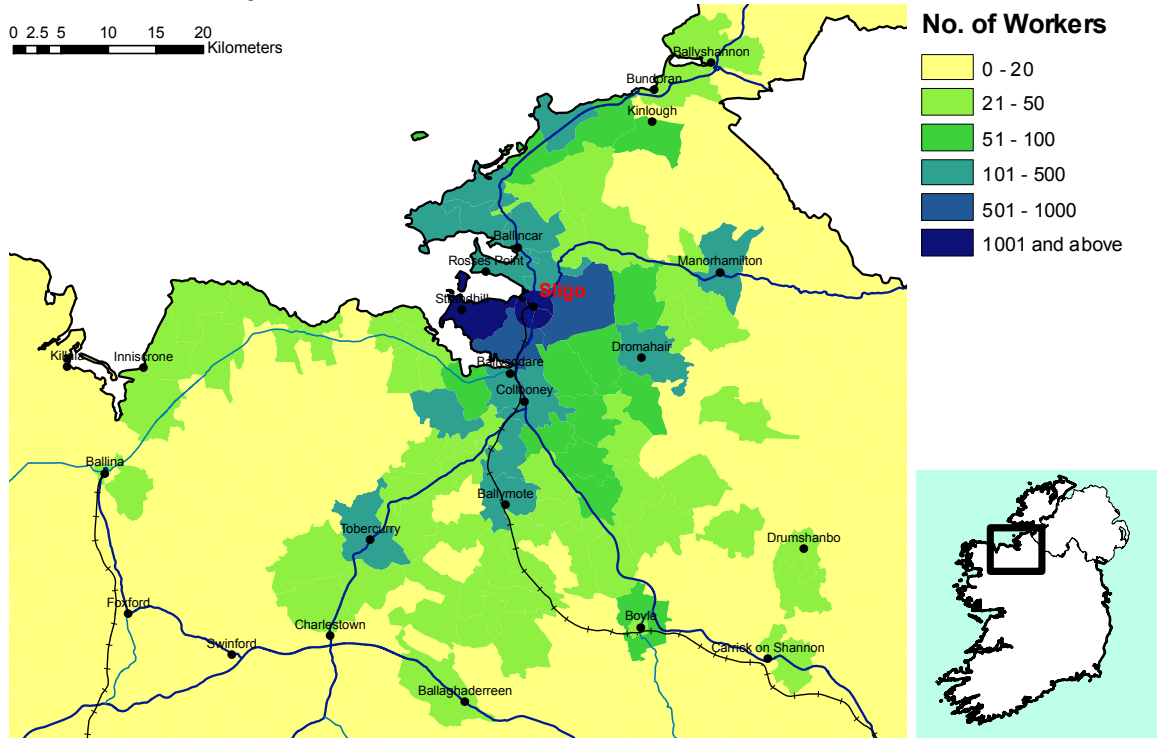 0 2.5 5 10 15 20
Kilometers
No. of Workers
0 - 20
21 - 50
51 - 100
101 - 500
501 - 1000
1001 and above
Ballyshannon
Bundoran
Kinlough
Ballincar
Rosses Point
Manorhamilton
Sligo
Strandhill
Killala
Inniscrone
Dromahair
Ballysodare
Collooney
Ballina
Ballymote
Tobercurry
Drumshanbo
Foxford
Charlestown
Boyle
Swinford
Carrick on Shannon
Ballaghaderreen